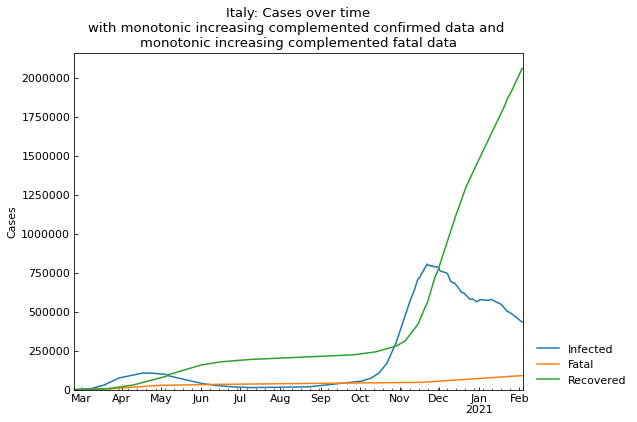 Italy: Cases over time
with monotonic increasing complemented confirmed data and
monotonic increasing complemented fatal data
2000000
1750000
1500000
1250000
1000000
750000
500000
250000
0
Cases
Mar Apr May Jun Jul Aug Sep Oct Nov Dec Jan Feb
2021
Infected
Fatal
Recovered